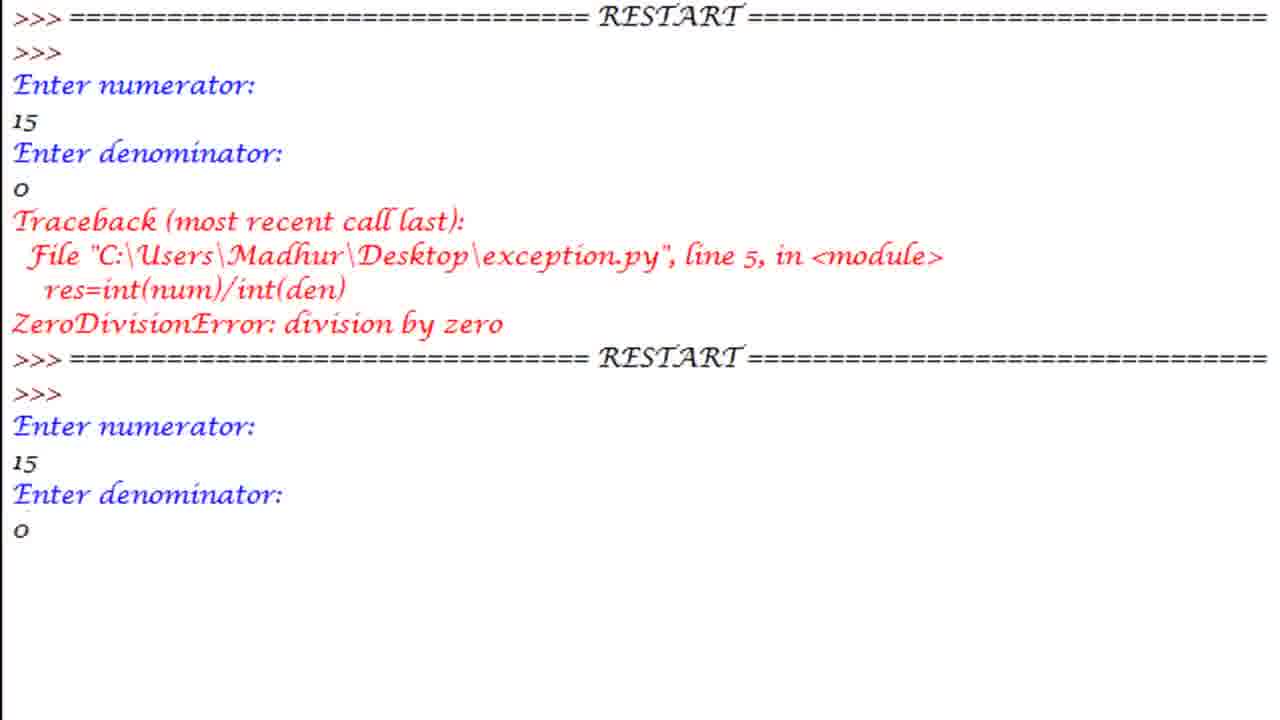 >>> ================================ RESTART ================================
>>>
Enter numerator:
15
Enter denominator:
0
Traceback (most recent call last):
  File "C:\Users\Madhur\Desktop\exception.py", line 5, in <module>
    res=int(num)/int(den)
ZeroDivisionError: division by zero
>>> ================================ RESTART ================================
>>>
Enter numerator:
15
Enter denominator:
0